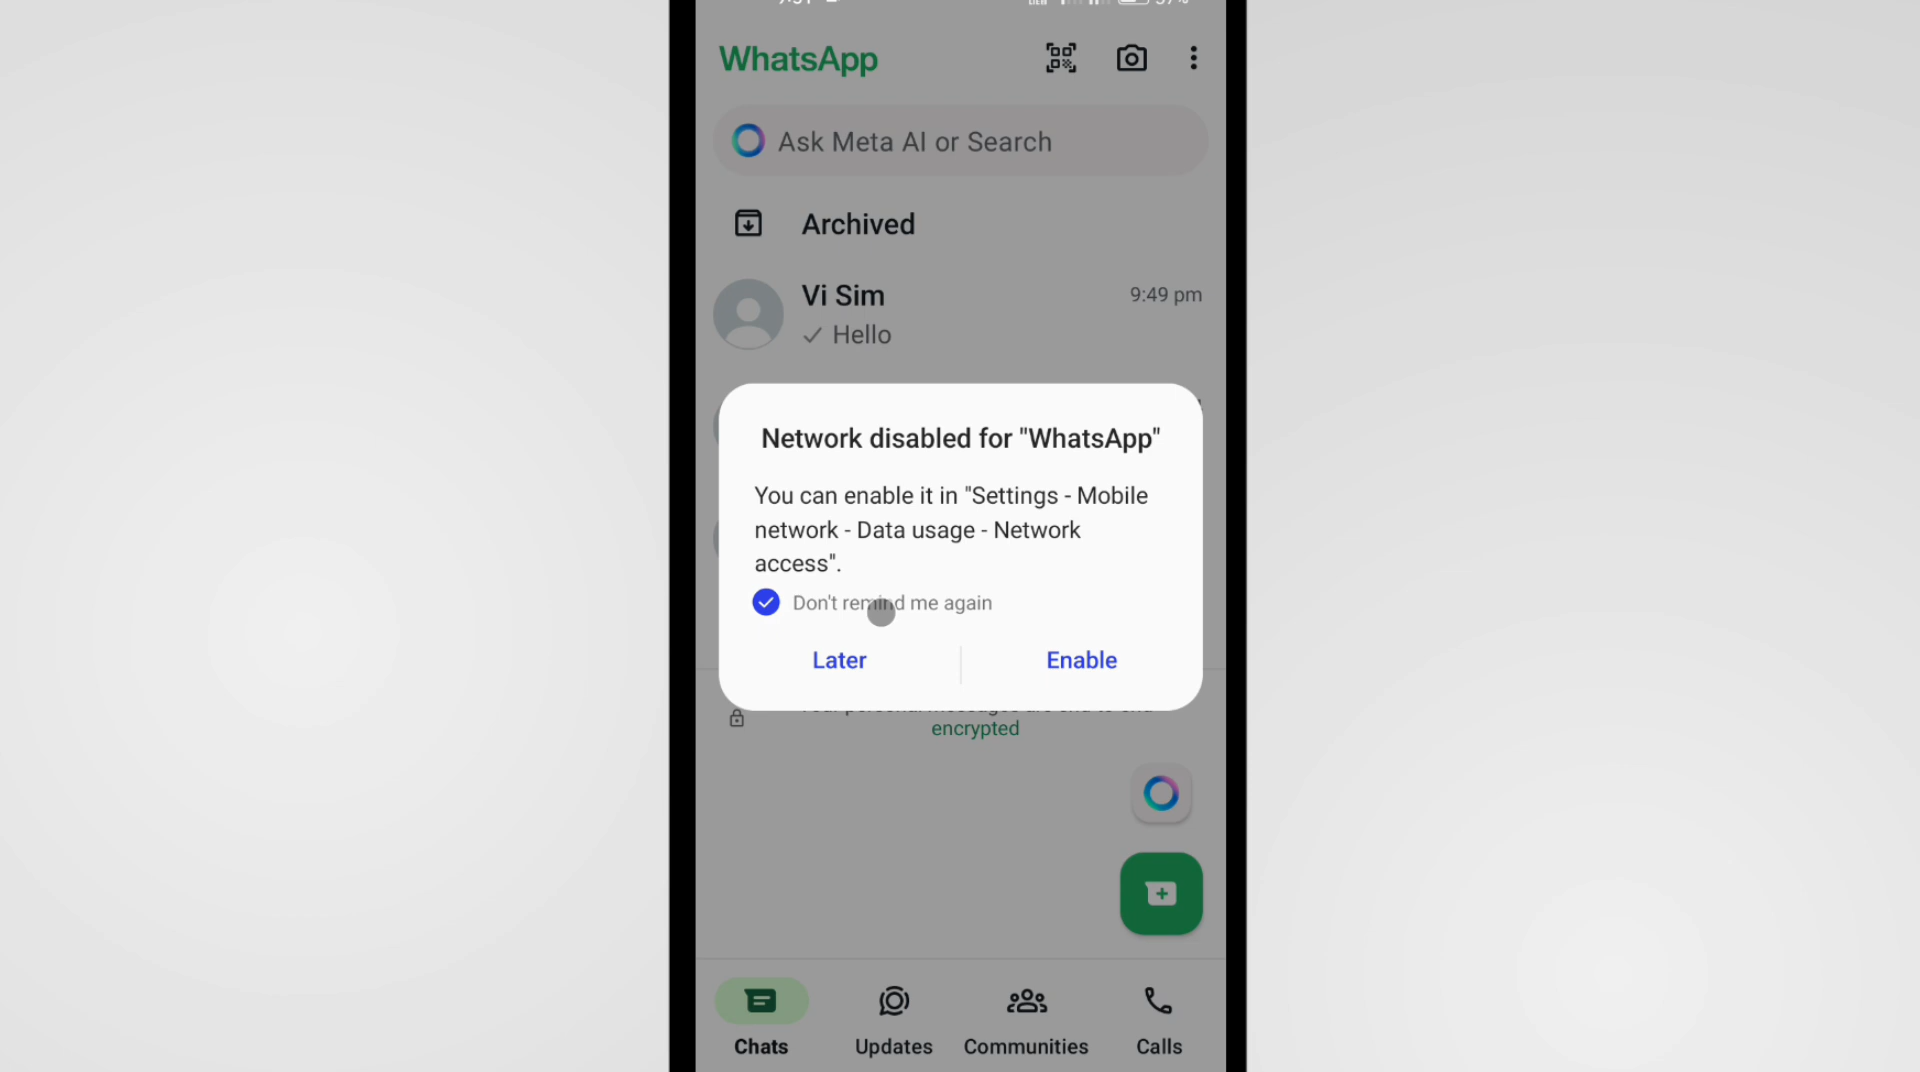 WhatsApp
Ask Meta AI or Search
Archived
Vi Sim
9:49 pm
Hello
Network disabled for "WhatsApp"
You can enable it in "Settings - Mobile
network - Data usage - Network
access".
Don't remind me again
Later
Enable
encrypted
Chats
Updates
Communities
Calls